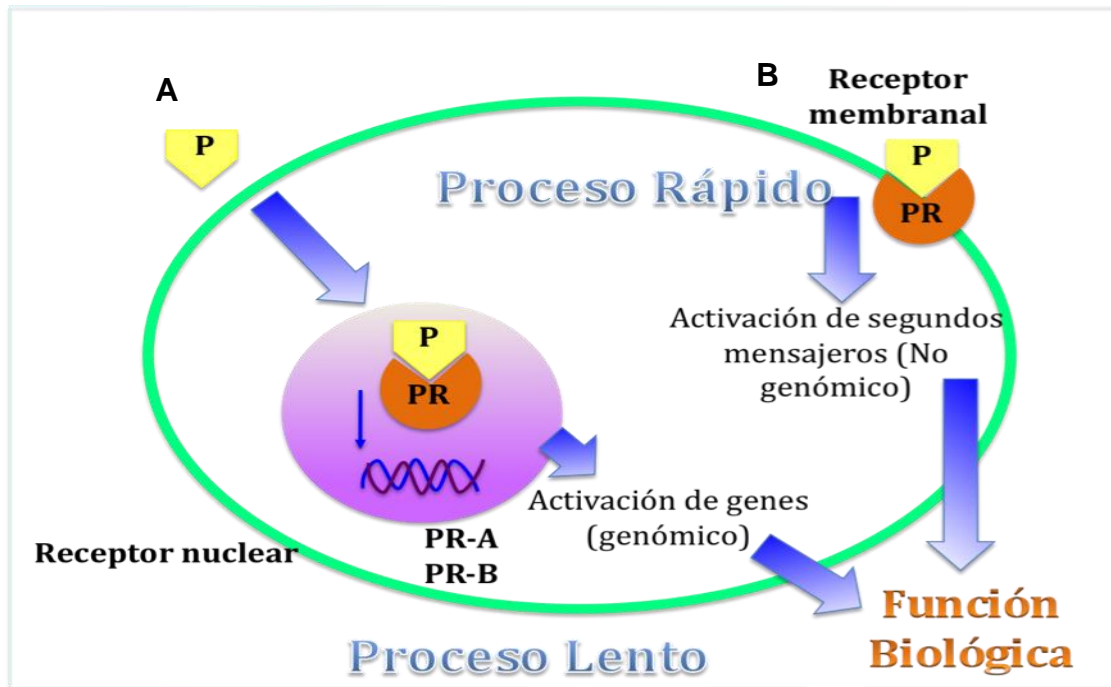 A
B
Receptor
membranal
P
P
PR
Proceso Rápido
Activación de segundos
mensajeros (No
genómico)
P
PR
Activación de genes
(genómico)
PR-A
PR-B
Receptor nuclear
Función
Biológica
Proceso Lento